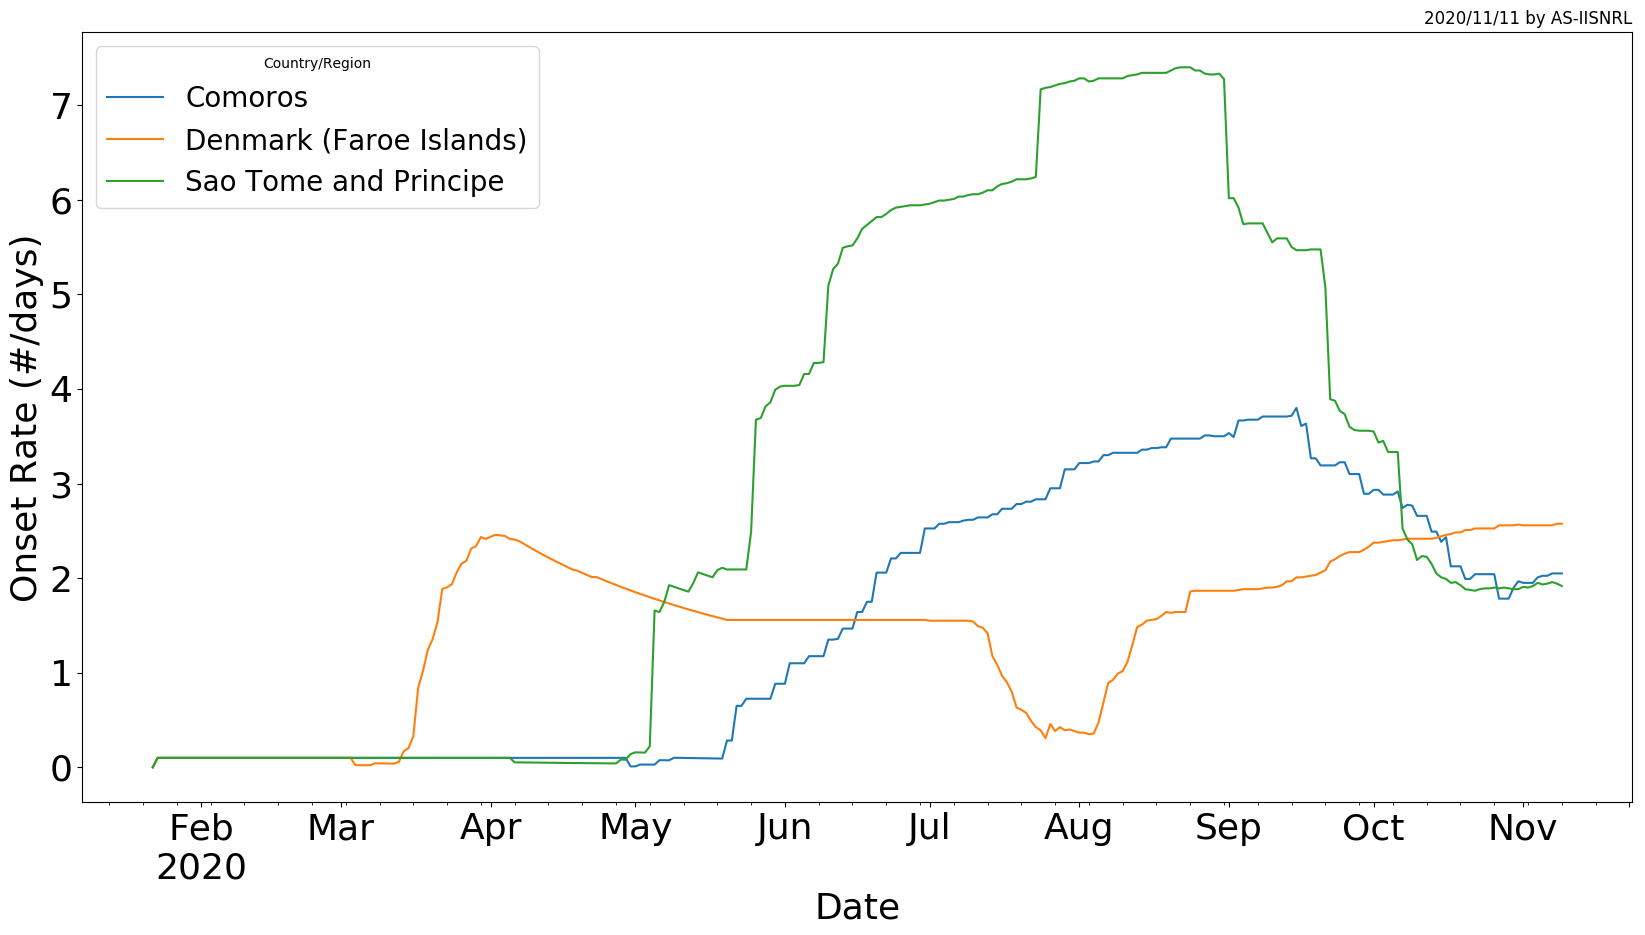 2020/11/11 by AS-IISNRL
Country/Region
Comoros
Denmark (Faroe Islands)
Sao Tome and Principe
Onset Rate (#/days)
7
6
5
4
3
2
1
0
Feb Mar Apr May Jun Jul Aug Sep Oct Nov
2020
Date